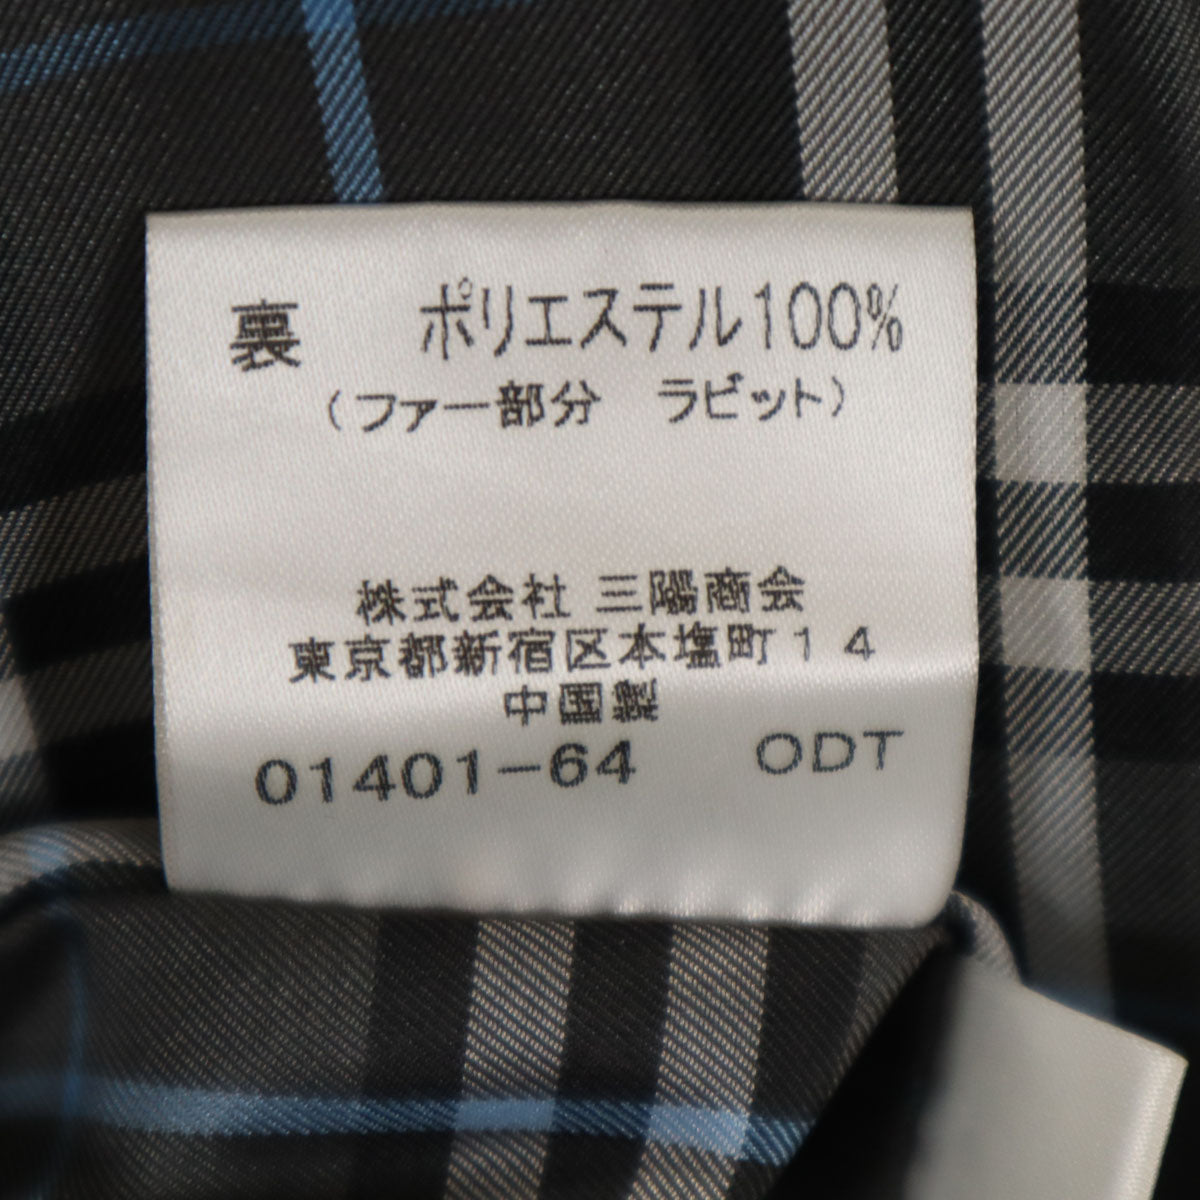 裏　ポリエステル100%
（ファー部分　ラビット）
株式会社 三陽商会
東京都新宿区本塩町１４
中国製
01401-64　ODT